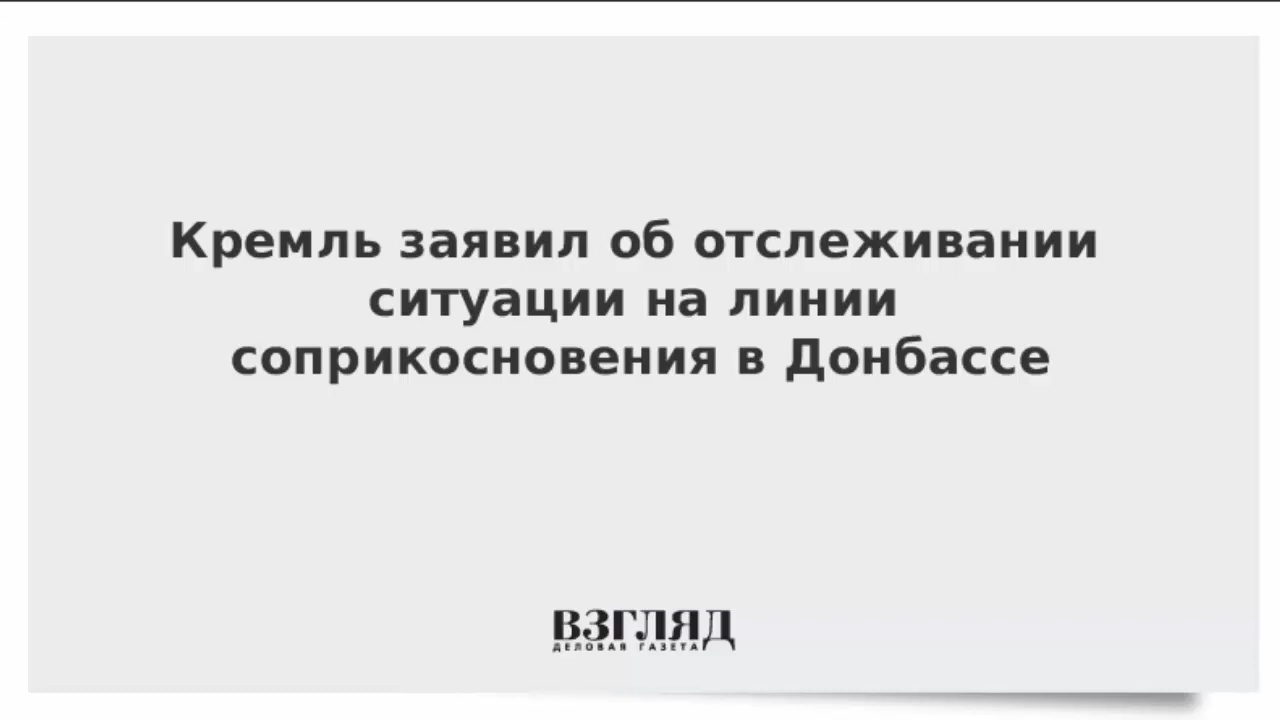 Кремль заявил об отслеживании
ситуации на линии
соприкосновения в Донбассе
ВЗГЛЯД
ДЕЛОВАЯ ГАЗЕТА